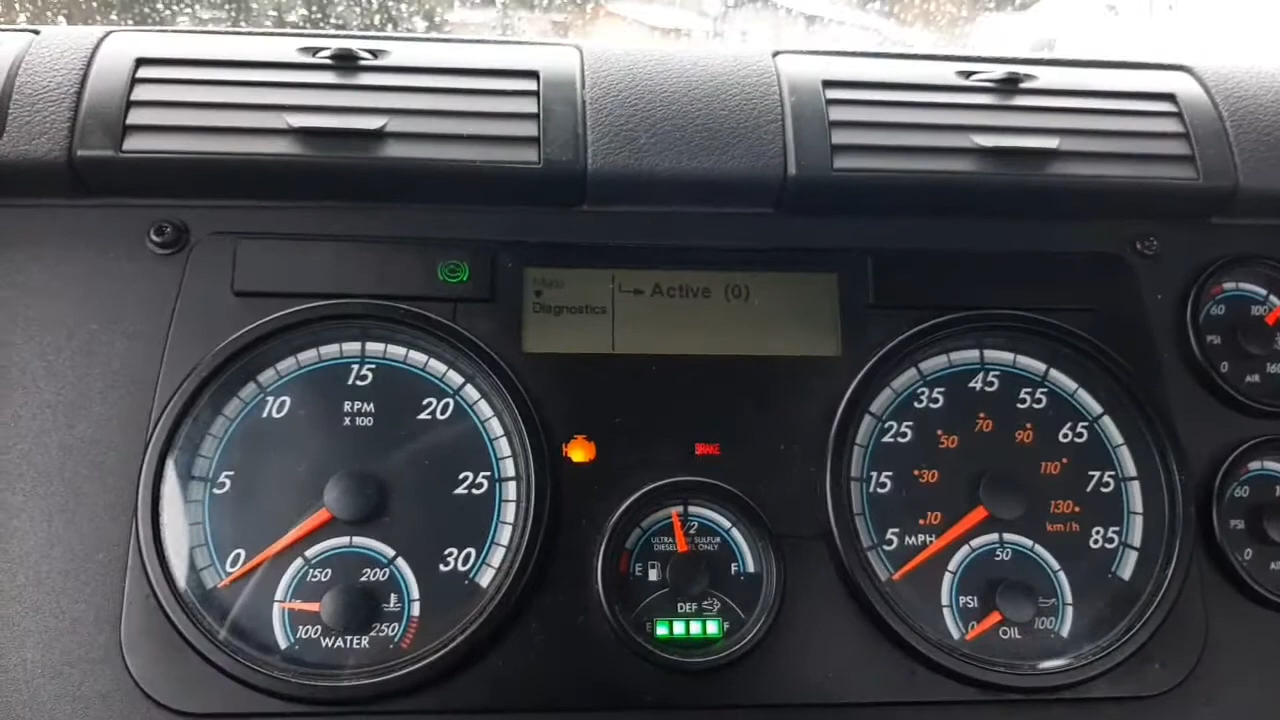 Menu
Diagnostics
Active (0)
RPM
X 100
0
5
10
15
20
25
30
100
150
200
250
WATER
BRAKE
1/2
ULTRA LOW SULFUR
DIESEL FUEL ONLY
E
F
DEF
E
F
5
15
25
35
45
55
65
75
85
MPH
10
30
50
70
90
110
130
km/h
PSI
0
50
100
OIL
60
100
PSI
0
160
AIR
60
PSI
0